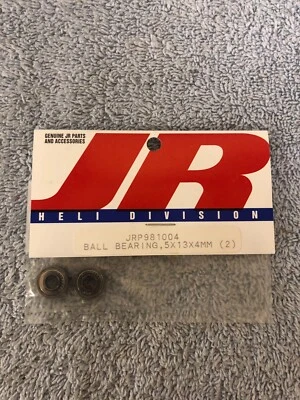 GENUINE JR PARTS
AND ACCESSORIES
JR
HELI DIVISION
JRP981004
BALL BEARING,5X13X4MM (2)